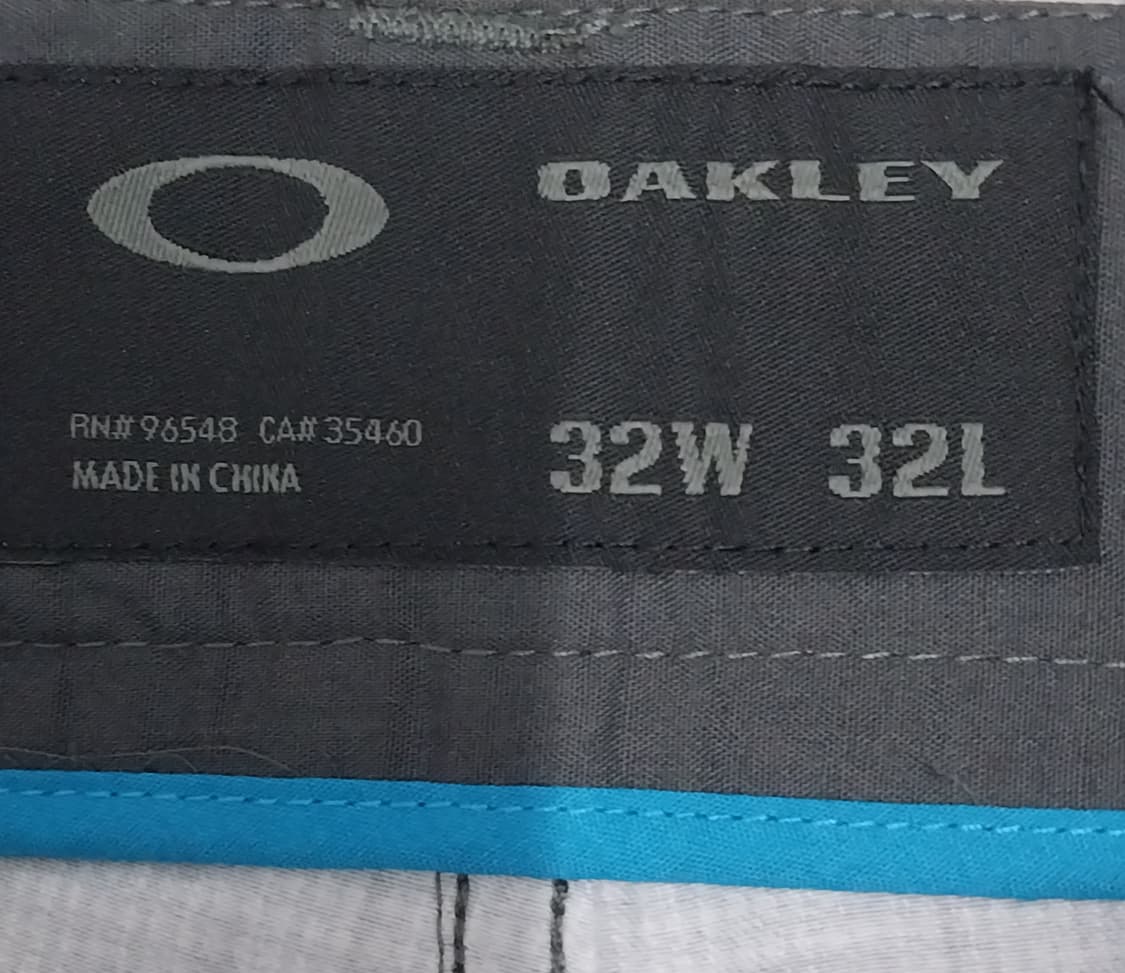 OAKLEY
RN# 96548 CA# 35460
MADE IN CHINA
32W 32L